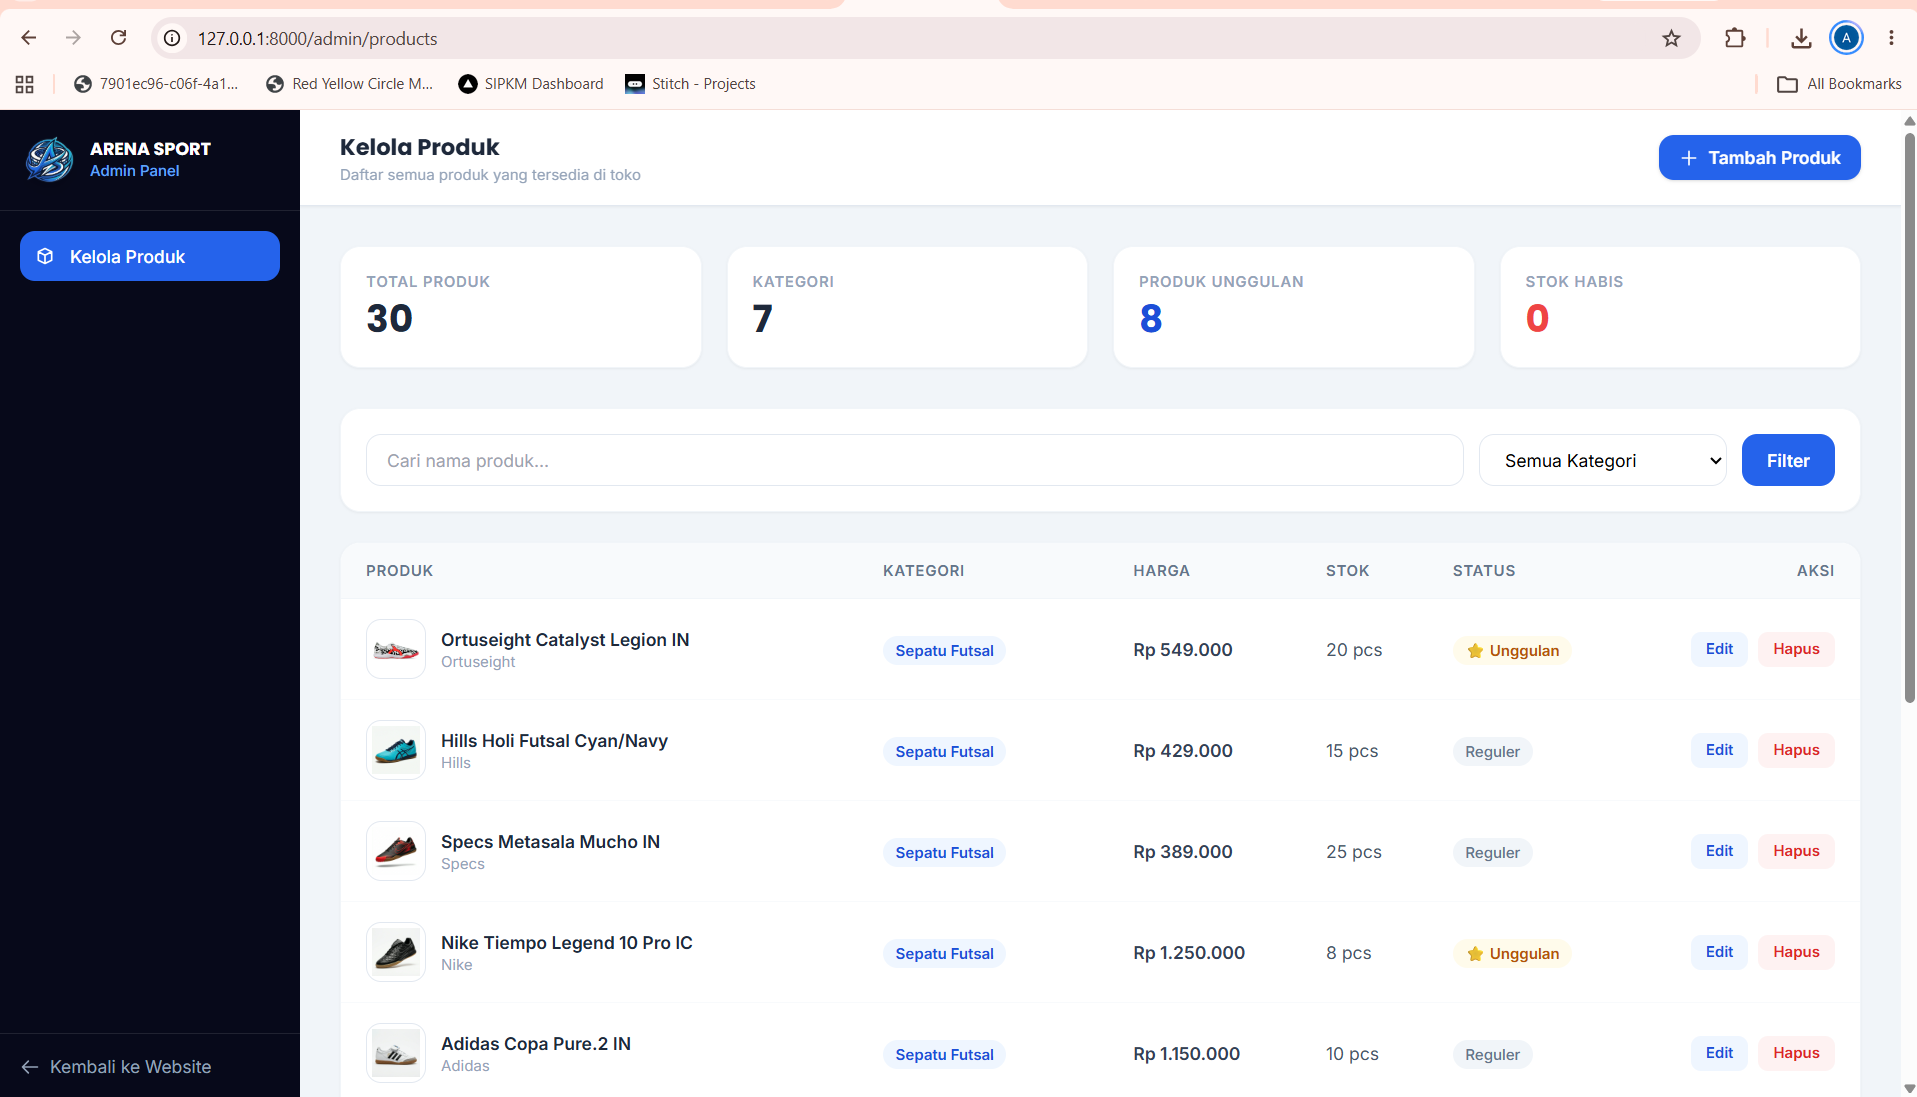 127.0.0.1:8000/admin/products
7901ec96-c06f-4a1...
Red Yellow Circle M...
SIPKM Dashboard
Stitch - Projects
All Bookmarks
A
ARENA SPORT
Admin Panel
Kelola Produk
Kembali ke Website
Kelola Produk
Daftar semua produk yang tersedia di toko
+ Tambah Produk
TOTAL PRODUK
30
KATEGORI
7
PRODUK UNGGULAN
8
STOK HABIS
0
Cari nama produk...
Semua Kategori
Filter
PRODUK KATEGORI HARGA STOK STATUS AKSI
Ortuseight Catalyst Legion IN
Ortuseight
Sepatu Futsal
Rp 549.000
20 pcs
Unggulan
Edit
Hapus
Hills Holi Futsal Cyan/Navy
Hills
Sepatu Futsal
Rp 429.000
15 pcs
Reguler
Edit
Hapus
Specs Metasala Mucho IN
Specs
Sepatu Futsal
Rp 389.000
25 pcs
Reguler
Edit
Hapus
Nike Tiempo Legend 10 Pro IC
Nike
Sepatu Futsal
Rp 1.250.000
8 pcs
Unggulan
Edit
Hapus
Adidas Copa Pure.2 IN
Adidas
Sepatu Futsal
Rp 1.150.000
10 pcs
Reguler
Edit
Hapus